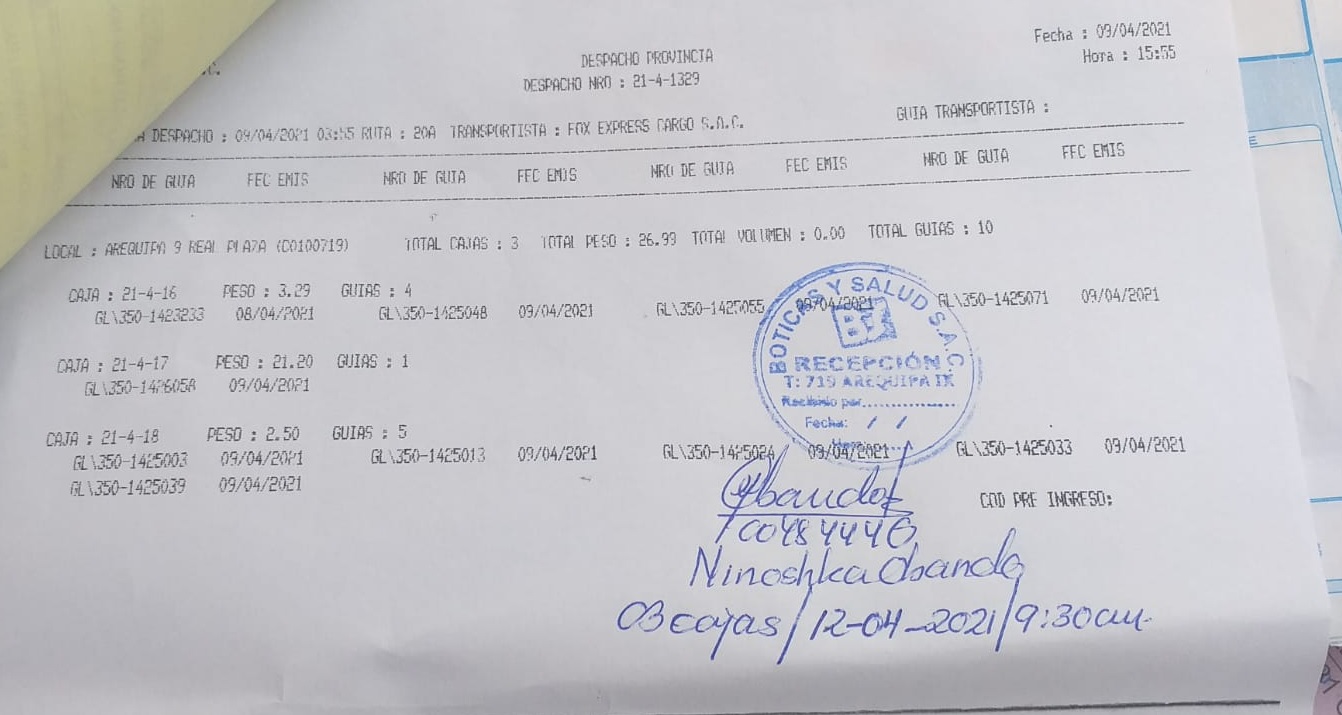 Fecha : 09/04/2021
Hora : 15:55
DESPACHO PROVINCIA
DESPACHO NRO : 21-4-1329
DESPACHO : 09/04/2021 03:55 RUTA : 20A TRANSPORTISTA : FOX EXPRESS CARGO S.A.C. GUIA TRANSPORTISTA :
NRO DE GUIA FEC EMIS NRO DE GUIA FEC EMIS NRO DE GUIA FEC EMIS NRO DE GUIA FEC EMIS
LOCAL : AREQUIPA 9 REAL PLAZA (C0100719) TOTAL CAJAS : 3 TOTAL PESO : 26.99 TOTAL VOLUMEN : 0.00 TOTAL GUIAS : 10
CAJA : 21-4-16 PESO : 3.29 GUIAS : 4
GL\350-1423233 08/04/2021 GL\350-1425048 09/04/2021 GL\350-1425055 09/04/2021 GL\350-1425071 09/04/2021
CAJA : 21-4-17 PESO : 21.20 GUIAS : 1
GL\350-1426058 09/04/2021
CAJA : 21-4-18 PESO : 2.50 GUIAS : 5
GL\350-1425003 09/04/2021 GL\350-1425013 09/04/2021 GL\350-1425024 09/04/2021 GL\350-1425033 09/04/2021
GL\350-1425039 09/04/2021
COD PRE INGRESO:
BOTICAS Y SALUD S.A.C
RECEPCIÓN
T: 719 AREQUIPA IX
Recibido por
Fecha: / /
Obando
Ninoshka Obando
03 cajas / 12-04-2021 / 9:30am.